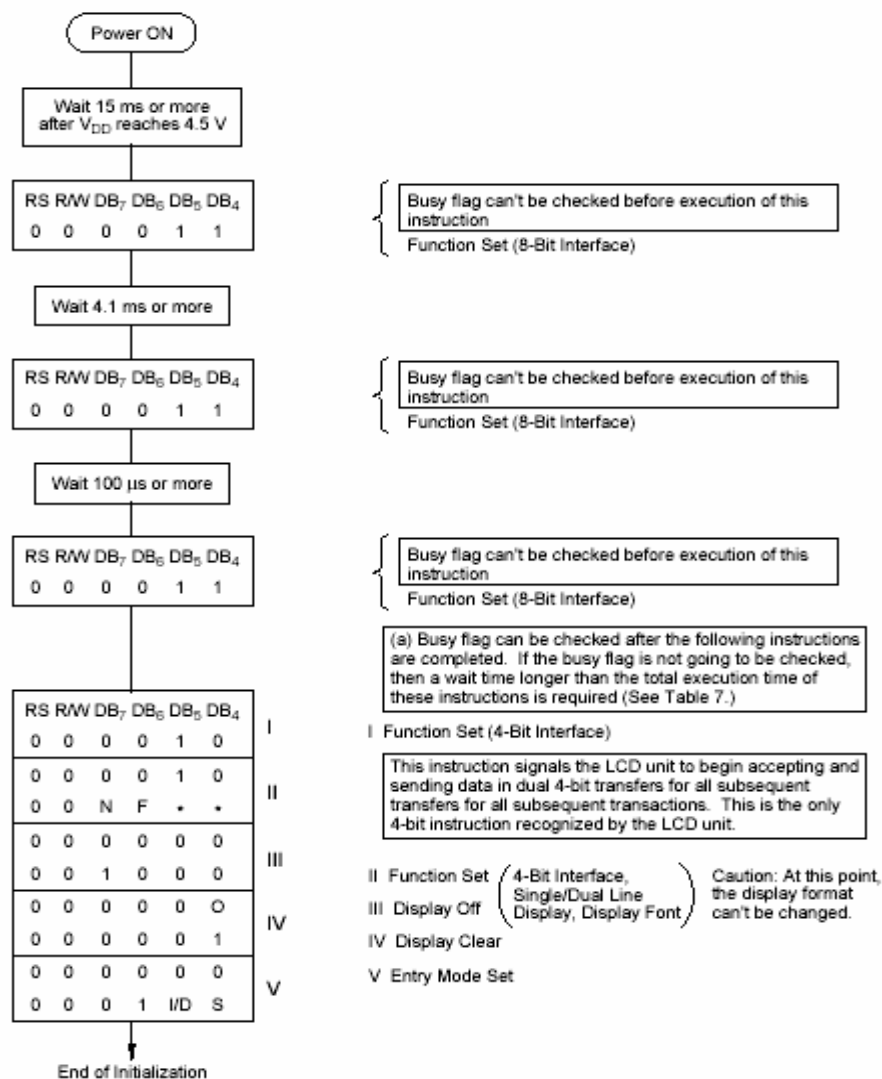 Power ON
Wait 15 ms or more
after VDD reaches 4.5 V
RS R/W DB7 DB6 DB5 DB4
0 0 0 0 1 1
Busy flag can't be checked before execution of this
instruction
Function Set (8-Bit Interface)
Wait 4.1 ms or more
RS R/W DB7 DB6 DB5 DB4
0 0 0 0 1 1
Busy flag can't be checked before execution of this
instruction
Function Set (8-Bit Interface)
Wait 100 µs or more
RS R/W DB7 DB6 DB5 DB4
0 0 0 0 1 1
Busy flag can't be checked before execution of this
instruction
Function Set (8-Bit Interface)
(a) Busy flag can be checked after the following instructions
are completed. If the busy flag is not going to be checked,
then a wait time longer than the total execution time of
these instructions is required (See Table 7.)
RS R/W DB7 DB6 DB5 DB4
0 0 0 0 1 0
I
0 0 0 0 1 0
0 0 N F * *
II
0 0 0 0 0 0
0 0 1 0 0 0
III
0 0 0 0 0 O
0 0 0 0 0 1
IV
0 0 0 0 0 0
0 0 0 1 I/D S
V
I Function Set (4-Bit Interface)
This instruction signals the LCD unit to begin accepting and
sending data in dual 4-bit transfers for all subsequent
transfers for all subsequent transactions. This is the only
4-bit instruction recognized by the LCD unit.
II Function Set
III Display Off
4-Bit Interface,
Single/Dual Line
Display, Display Font
Caution: At this point,
the display format
can't be changed.
IV Display Clear
V Entry Mode Set
End of Initialization